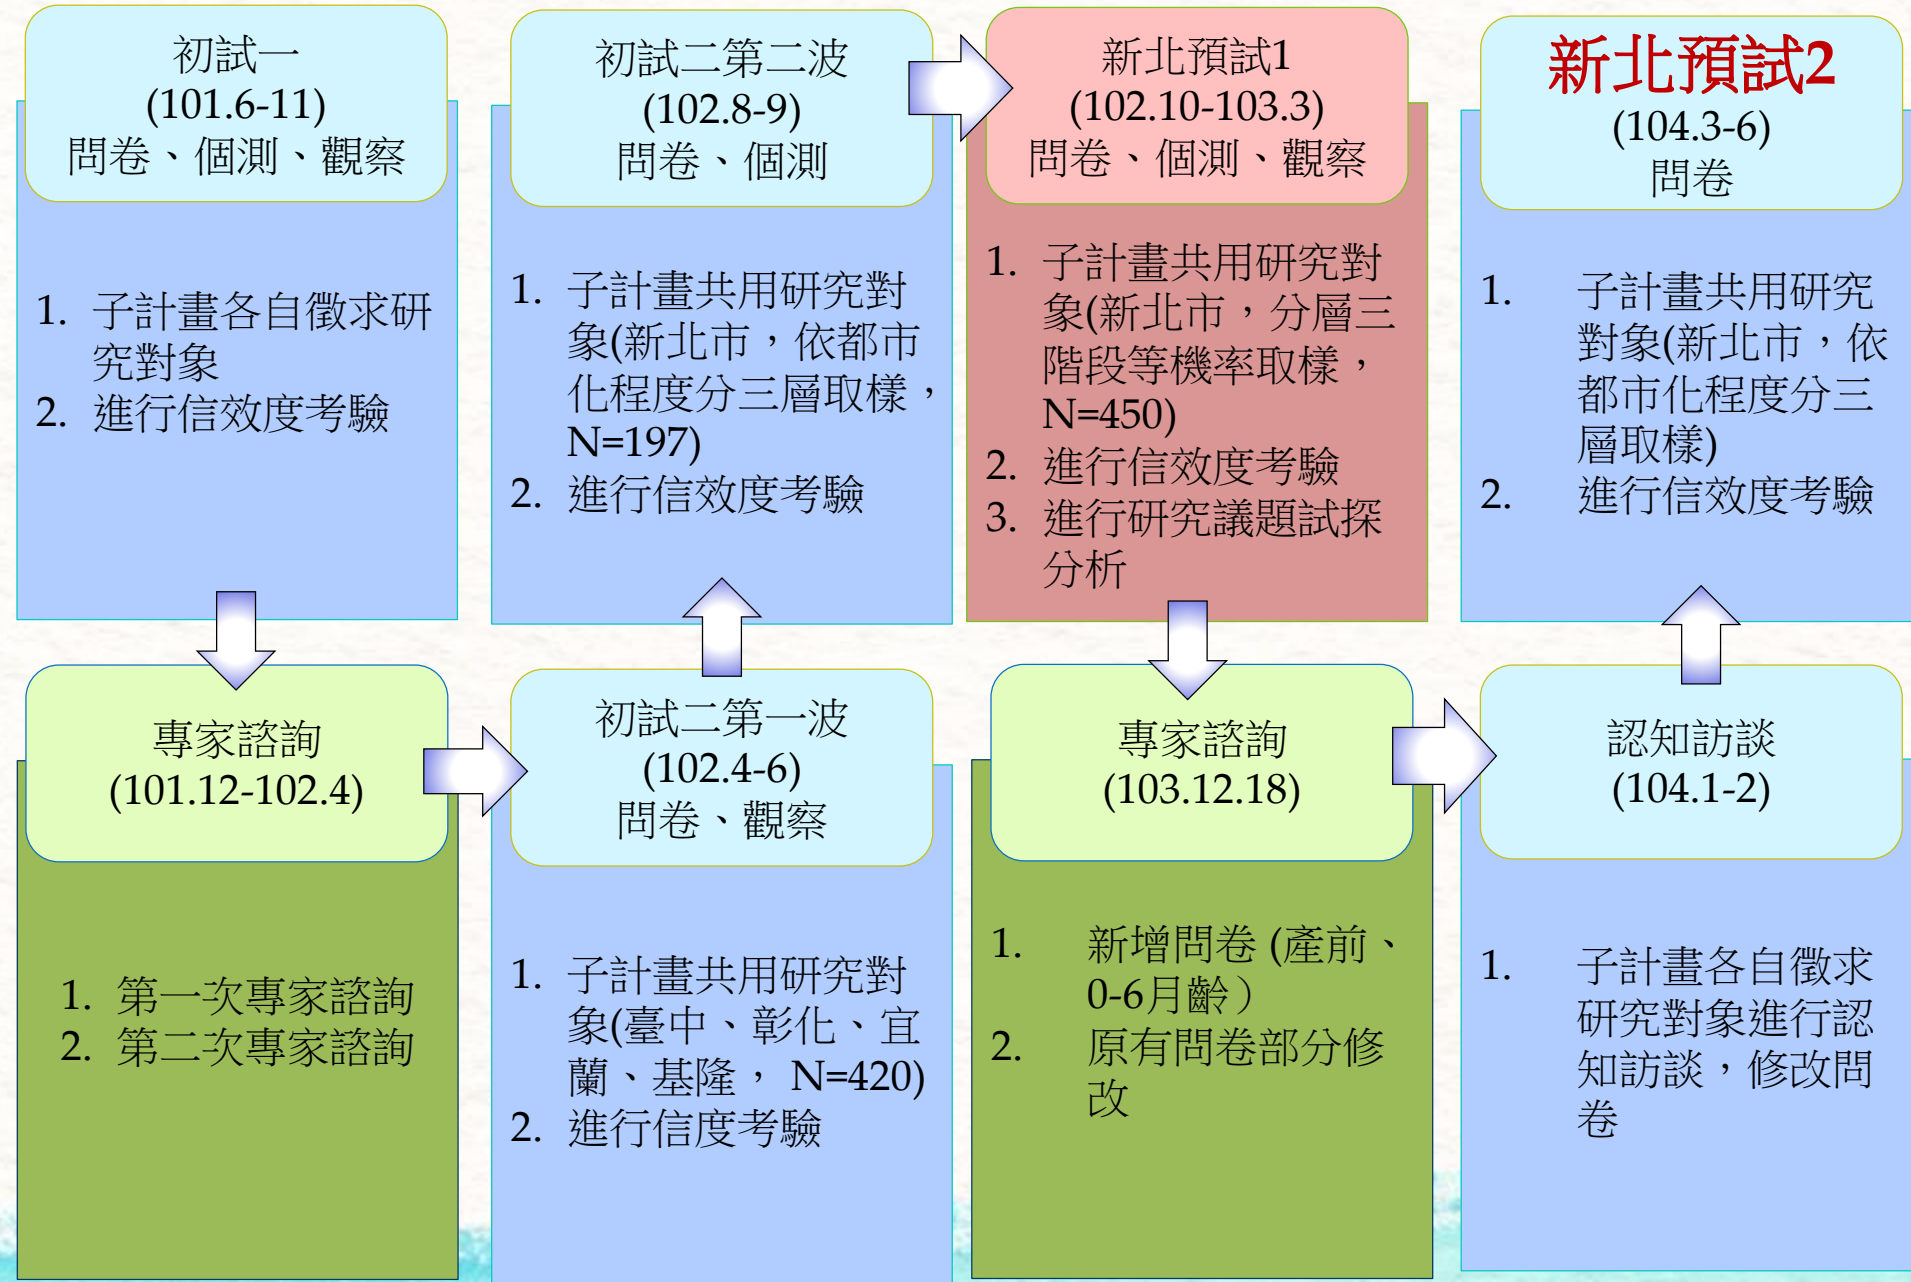 初試一
(101.6-11)
問卷、個測、觀察
1. 子計畫各自徵求研
究對象
2. 進行信效度考驗
專家諮詢
(101.12-102.4)
1. 第一次專家諮詢
2. 第二次專家諮詢
初試二第一波
(102.4-6)
問卷、觀察
1. 子計畫共用研究對
象(臺中、彰化、宜
蘭、基隆， N=420)
2. 進行信度考驗
初試二第二波
(102.8-9)
問卷、個測
1. 子計畫共用研究對
象(新北市，依都市
化程度分三層取樣，
N=197)
2. 進行信效度考驗
新北預試1
(102.10-103.3)
問卷、個測、觀察
1. 子計畫共用研究對
象(新北市，分層三
階段等機率取樣，
N=450)
2. 進行信效度考驗
3. 進行研究議題試探
分析
專家諮詢
(103.12.18)
1. 新增問卷 (產前、
0-6月齡）
2. 原有問卷部分修
改
認知訪談
(104.1-2)
1. 子計畫各自徵求
研究對象進行認
知訪談，修改問
卷
新北預試2
(104.3-6)
問卷
1. 子計畫共用研究
對象(新北市，依
都市化程度分三
層取樣)
2. 進行信效度考驗